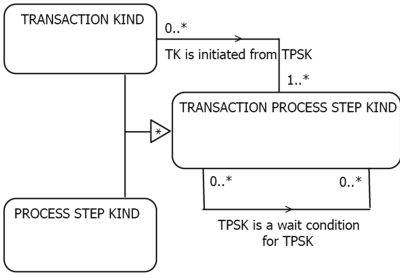 TRANSACTION KIND
0..*
TK is initiated from TPSK
1..*
TRANSACTION PROCESS STEP KIND
*
0..*
0..*
PROCESS STEP KIND
TPSK is a wait condition
for TPSK